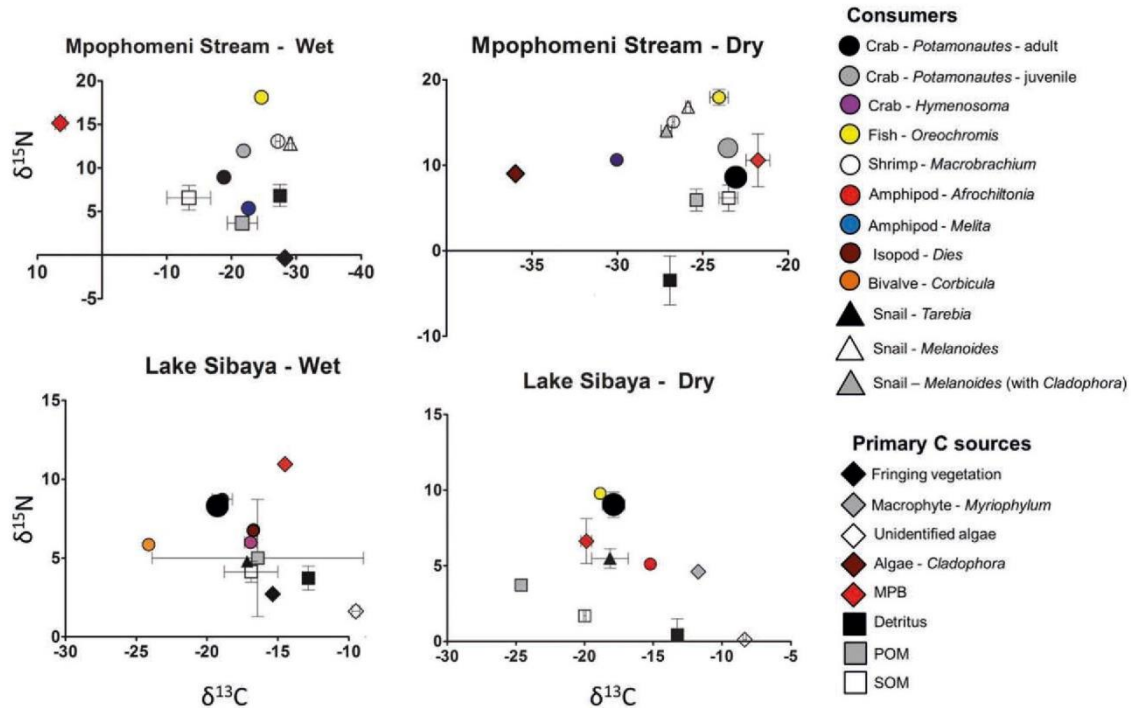 Mpophomeni Stream - Wet
δ15N
20
15
10
5
10
-10
-20
-30
-40
-5
Mpophomeni Stream - Dry
20
10
0
-35
-30
-25
-20
-10
Lake Sibaya - Wet
δ15N
15
10
5
0
-30
-25
-20
-15
-10
δ13C
Lake Sibaya - Dry
15
10
5
0
-30
-25
-20
-15
-10
-5
δ13C
Consumers
Crab - Potamonautes - adult
Crab - Potamonautes - juvenile
Crab - Hymenosoma
Fish - Oreochromis
Shrimp - Macrobrachium
Amphipod - Afrochiltonia
Amphipod - Melita
Isopod - Dies
Bivalve - Corbicula
Snail - Tarebia
Snail - Melanoides
Snail – Melanoides (with Cladophora)
Primary C sources
Fringing vegetation
Macrophyte - Myriophylum
Unidentified algae
Algae - Cladophora
MPB
Detritus
POM
SOM